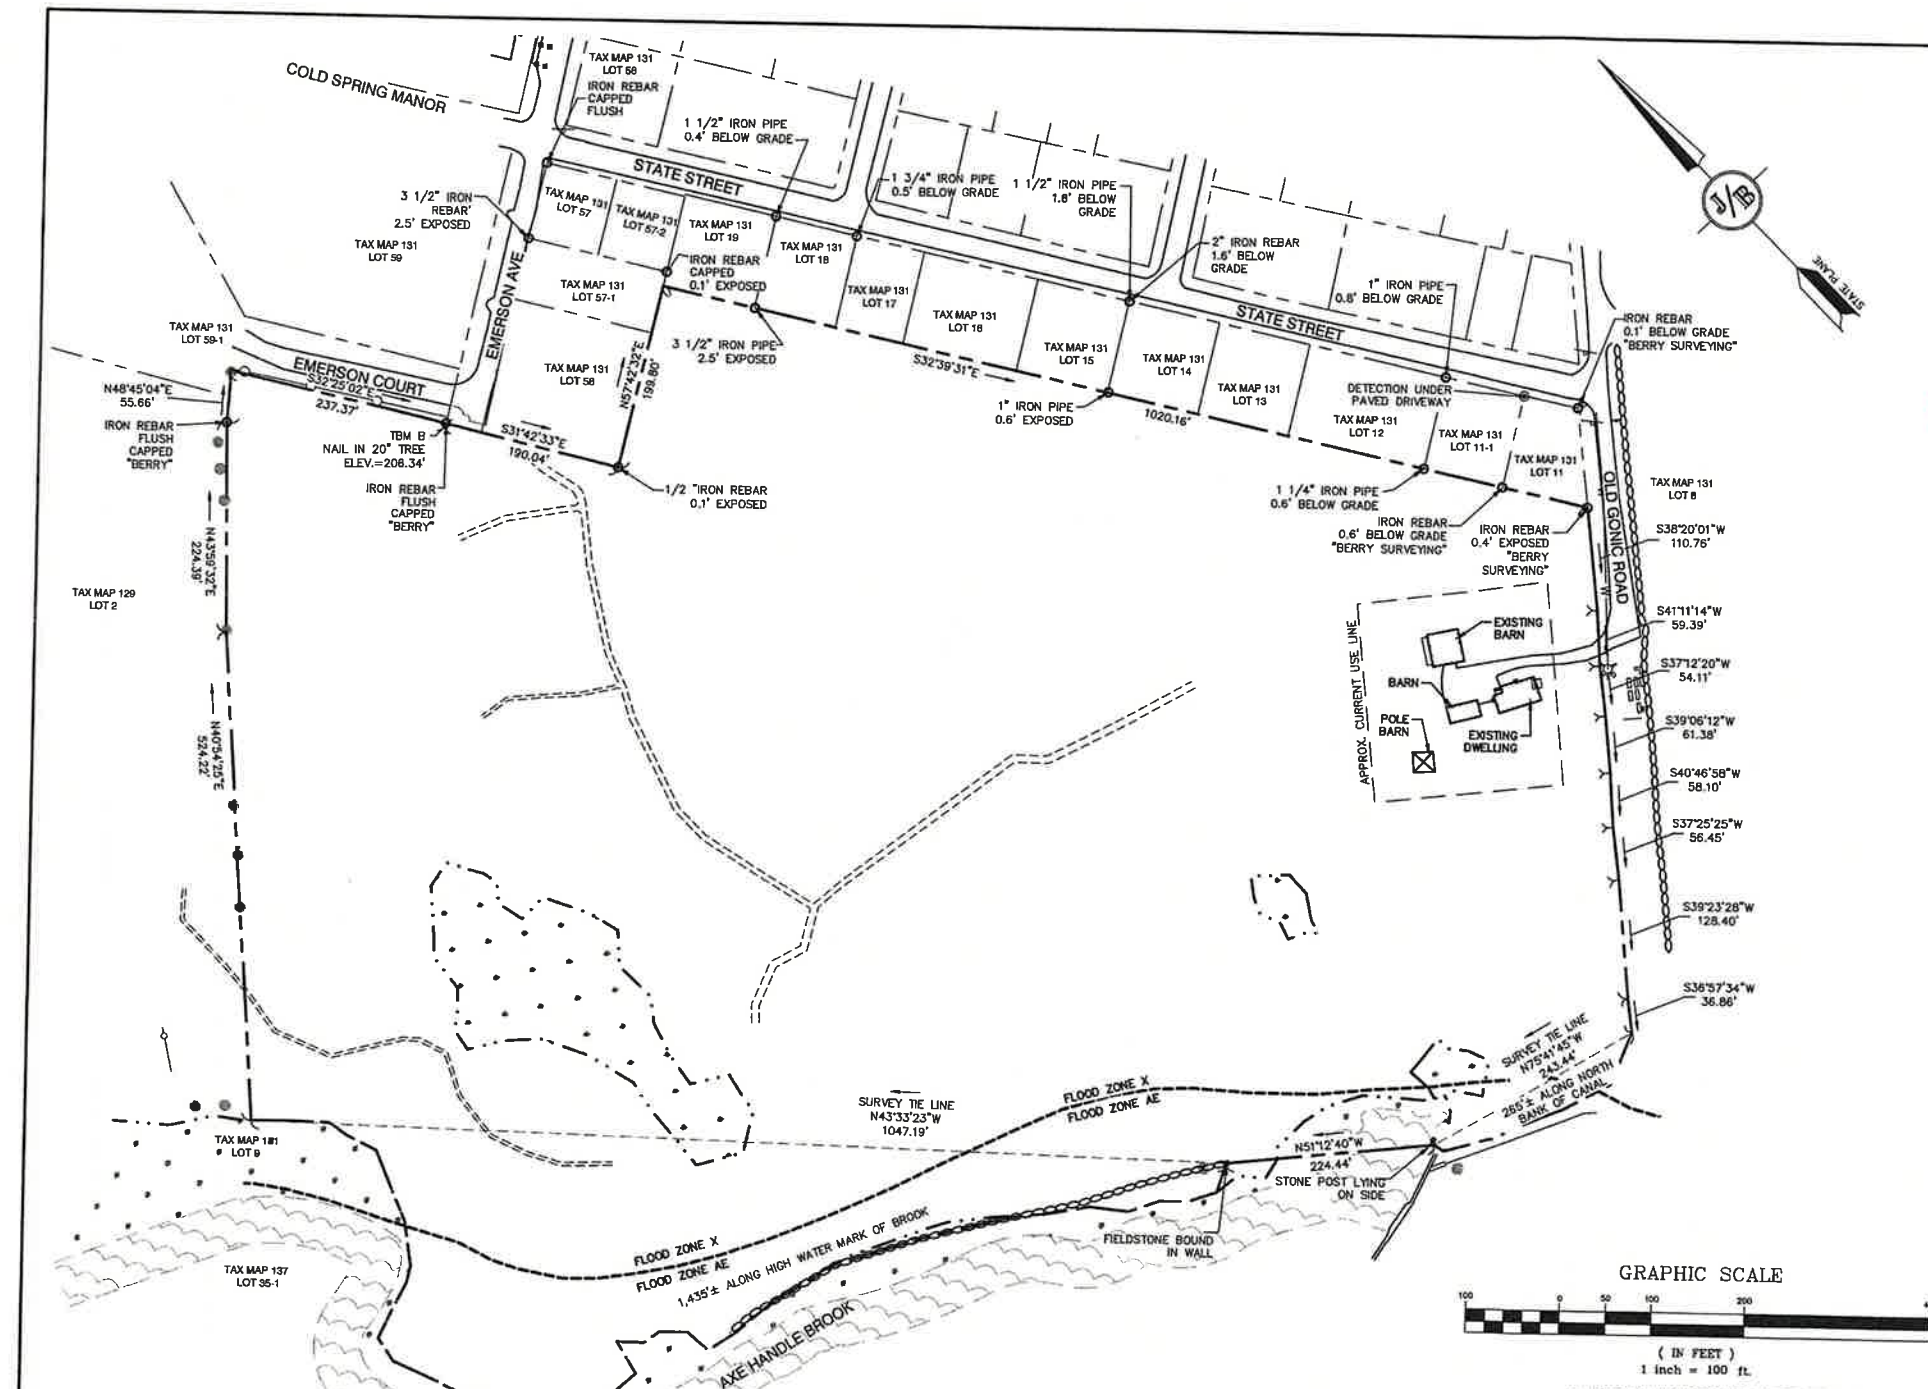 COLD SPRING MANOR
TAX MAP 131
LOT 58
IRON REBAR
CAPPED
FLUSH
1 1/2" IRON PIPE
0.4' BELOW GRADE
STATE STREET
3 1/2" IRON
REBAR'
2.5' EXPOSED
TAX MAP 131
LOT 59
TAX MAP 131
LOT 57
TAX MAP 131
LOT 57-2
TAX MAP 131
LOT 19
TAX MAP 131
LOT 18
1 3/4" IRON PIPE
0.5' BELOW GRADE
1 1/2" IRON PIPE
1.8' BELOW
GRADE
2" IRON REBAR
1.6' BELOW
GRADE
1" IRON PIPE
0.8' BELOW GRADE
STATE STREET
IRON REBAR
0.1' BELOW GRADE
"BERRY SURVEYING"
J/B
STATE PLANE
IRON REBAR
CAPPED
0.1' EXPOSED
TAX MAP 131
LOT 57-1
EMERSON AVE
TAX MAP 131
LOT 59-1
EMERSON COURT
S32°25'02"E
237.37'
N48°45'04"E
55.66'
IRON REBAR
FLUSH
CAPPED
"BERRY"
TAX MAP 131
LOT 58
N57°42'32"E
199.80'
3 1/2" IRON PIPE
2.5' EXPOSED
TAX MAP 131
LOT 17
TAX MAP 131
LOT 16
S32°39'31"E
1020.16'
TAX MAP 131
LOT 15
TAX MAP 131
LOT 14
TAX MAP 131
LOT 13
DETECTION UNDER
PAVED DRIVEWAY
TAX MAP 131
LOT 12
TAX MAP 131
LOT 11-1
TAX MAP 131
LOT 11
1" IRON PIPE
0.6' EXPOSED
TBM B
NAIL IN 20" TREE
ELEV.=206.34'
S31°42'33"E
190.04'
IRON REBAR
FLUSH
CAPPED
"BERRY"
1/2 "IRON REBAR
0.1' EXPOSED
1 1/4" IRON PIPE
0.6' BELOW GRADE
IRON REBAR
0.6' BELOW GRADE
"BERRY SURVEYING"
IRON REBAR
0.4' EXPOSED
"BERRY
SURVEYING"
OLD GONIC ROAD
W
TAX MAP 131
LOT 8
S38°20'01"W
110.76'
S41°11'14"W
59.39'
S37°12'20"W
54.11'
S39°06'12"W
61.38'
S40°46'58"W
58.10'
S37°25'25"W
56.45'
S39°23'28"W
128.40'
S36°57'34"W
36.86'
N43°59'32"E
224.39'
TAX MAP 129
LOT 2
N40°54'25"E
524.22'
APPROX. CURRENT USE LINE
EXISTING
BARN
BARN
POLE
BARN
EXISTING
DWELLING
SURVEY TIE LINE
N75°41'45"W
243.44'
265'± ALONG NORTH
BANK OF CANAL
FLOOD ZONE X
FLOOD ZONE AE
SURVEY TIE LINE
N43°33'23"W
1047.19'
N51°12'40"W
224.44'
STONE POST LYING
ON SIDE
FIELDSTONE BOUND
IN WALL
LOT 9
FLOOD ZONE X
FLOOD ZONE AE
1,435'± ALONG HIGH WATER MARK OF BROOK
AXE HANDLE BROOK
TAX MAP 137
LOT 35-1
GRAPHIC SCALE
100 0 50 100 200
( IN FEET )
1 inch = 100 ft.